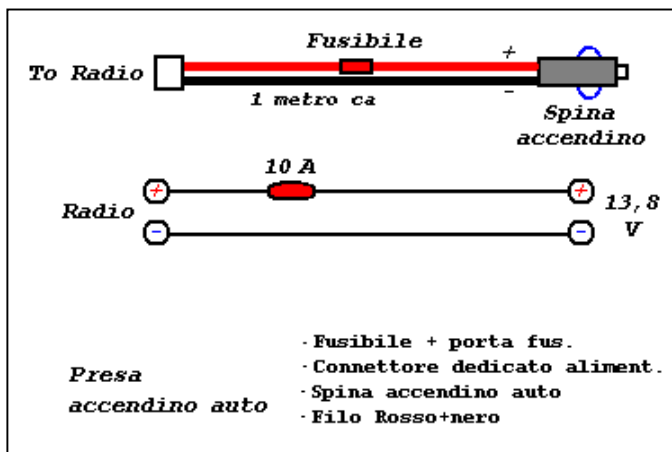 Fusibile
To Radio
+
-
1 metro ca
Spina
accendino
10 A
+
+
Radio
13,8
V
-
-
Presa
accendino auto
· Fusibile + porta fus.
· Connettore dedicato aliment.
· Spina accendino auto
· Filo Rosso+nero